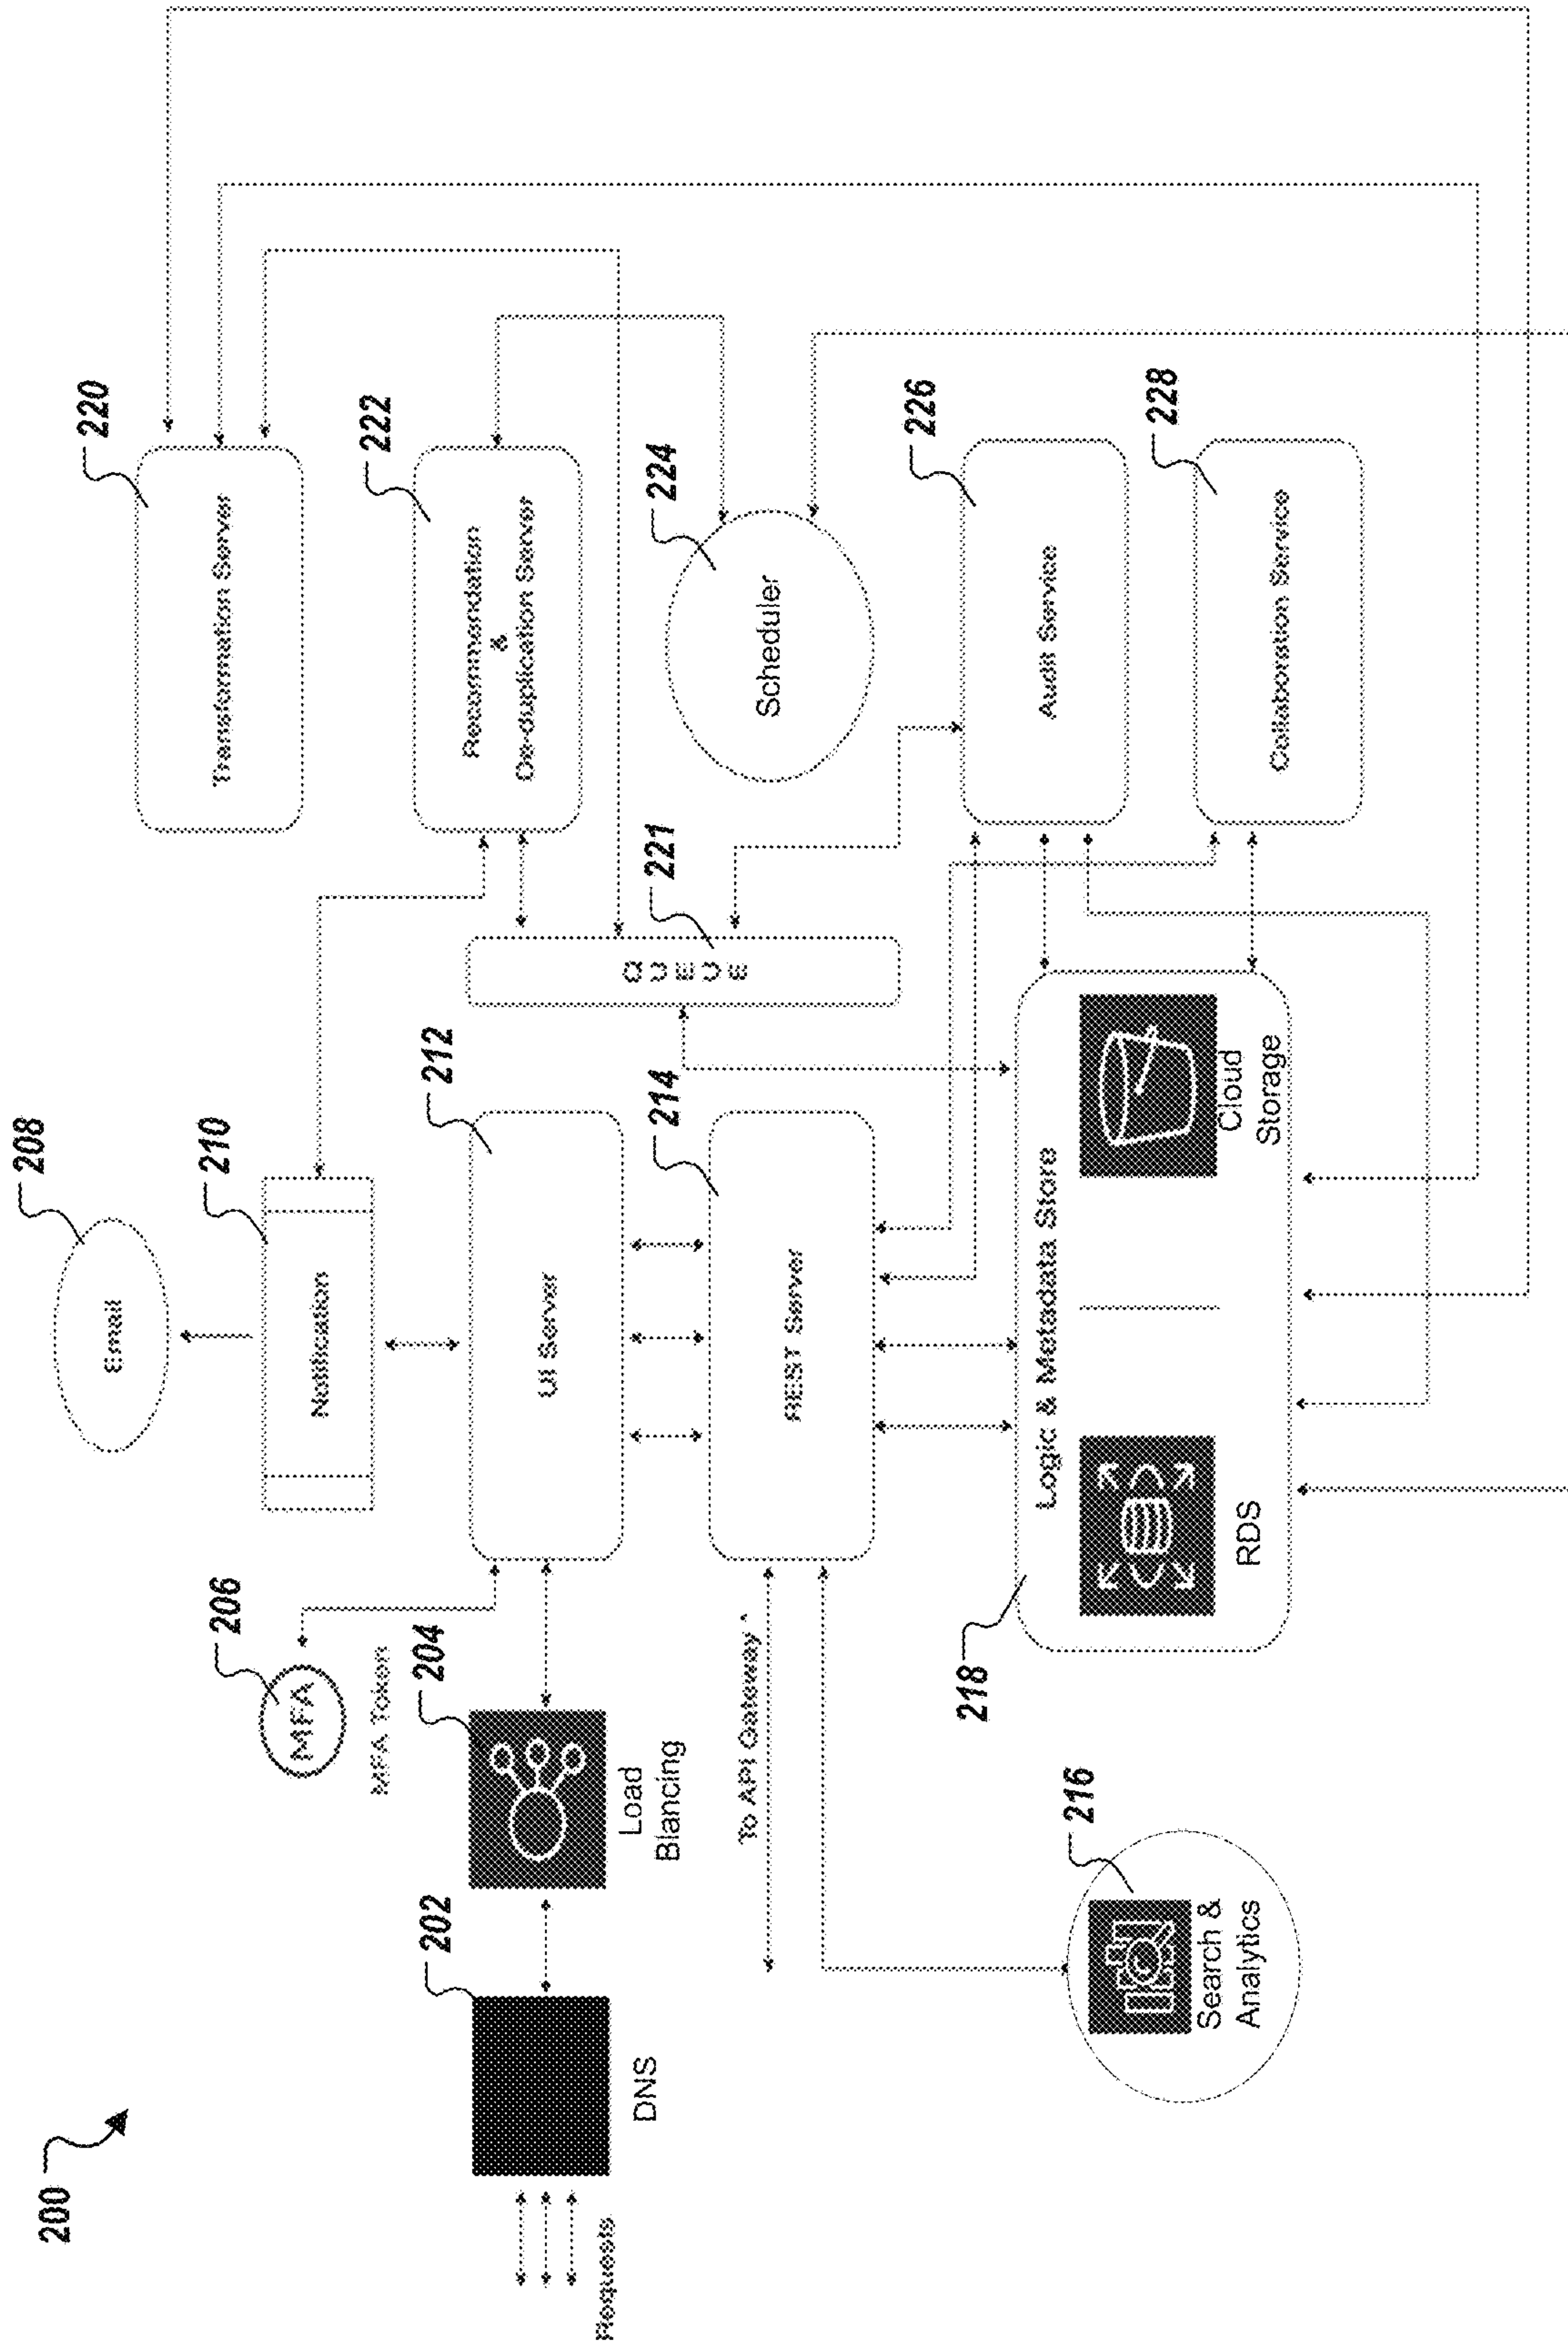 200
208
Email
220
Transformation Server
206
MFA
MFA Token
210
Notification
222
Recommendation
&
De-duplication Server
Requests
202
DNS
204
Load
Blancing
212
UI Server
221
QUEUE
224
Scheduler
To API Gateway ^
214
REST Server
226
Audit Service
216
Search &
Analytics
218
Logic & Metadata Store
RDS
Cloud
Storage
228
Collaboration Service